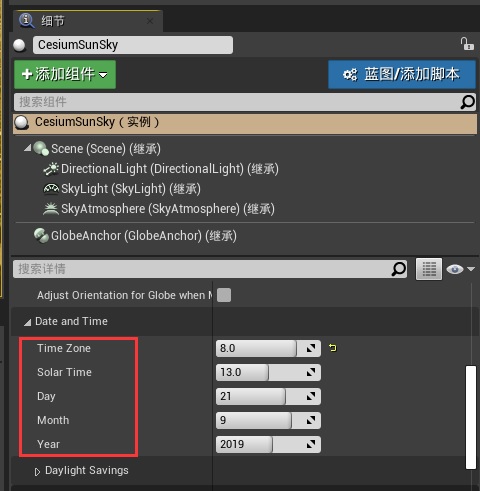 细节
CesiumSunSky
+添加组件
蓝图/添加脚本
搜索组件
CesiumSunSky（实例）
Scene (Scene) (继承)
DirectionalLight (DirectionalLight) (继承)
SkyLight (SkyLight) (继承)
SkyAtmosphere (SkyAtmosphere) (继承)
GlobeAnchor (GlobeAnchor) (继承)
搜索详情
Adjust Orientation for Globe when
Date and Time
Time Zone 8.0
Solar Time 13.0
Day 21
Month 9
Year 2019
Daylight Savings